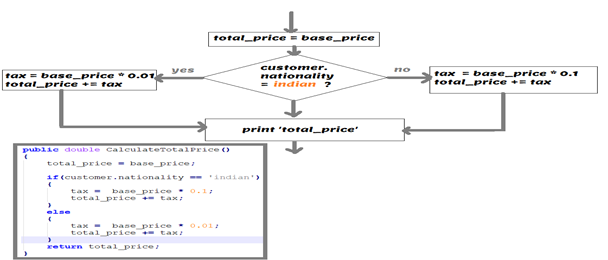 total_price = base_price
customer.
nationality
= indian ?
yes
no
tax = base_price * 0.01
total_price += tax
tax = base_price * 0.1
total_price += tax
print 'total_price'
public double CalculateTotalPrice()
{
total_price = base_price;
if(customer.nationality == 'indian')
{
tax = base_price * 0.1;
total_price += tax;
}
else
{
tax = base_price * 0.01;
total_price += tax;
}
return total_price;
}